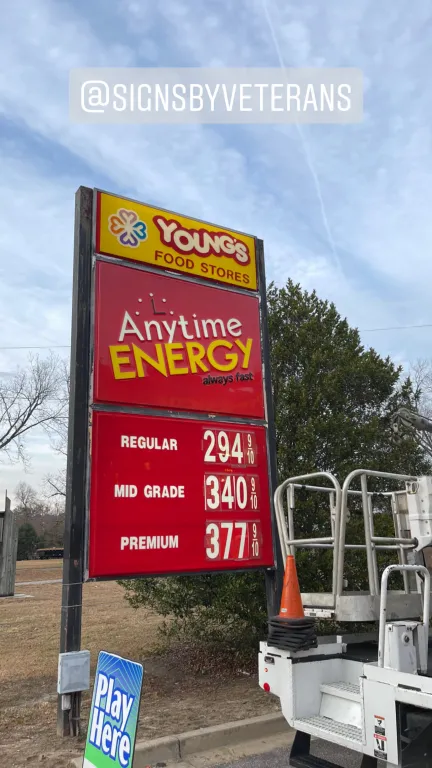 @SIGNSBYVETERANS
YOUNG'S
FOOD STORES
Anytime
ENERGY
always fast
REGULAR 294 9/10
MID GRADE 340 9/10
PREMIUM 377 9/10
Play
Here